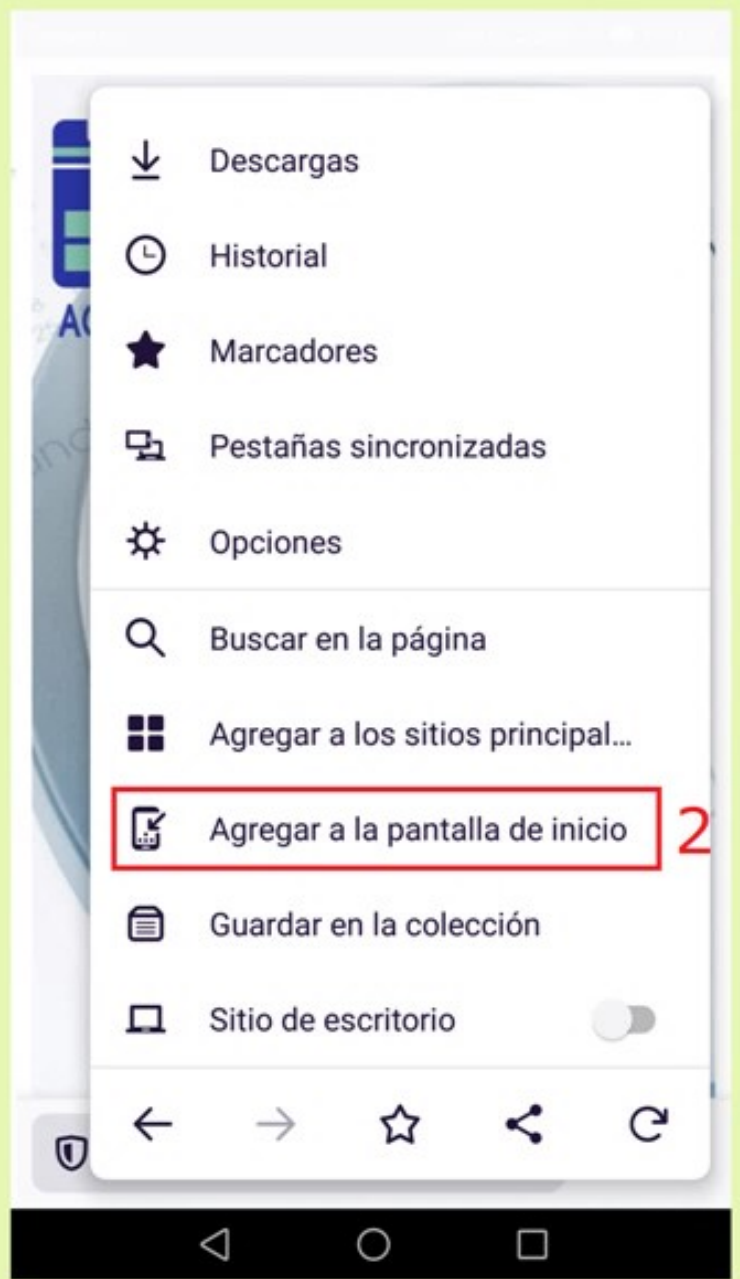 Descargas
Historial
Marcadores
Pestañas sincronizadas
Opciones
Buscar en la página
Agregar a los sitios principal...
Agregar a la pantalla de inicio 2
Guardar en la colección
Sitio de escritorio